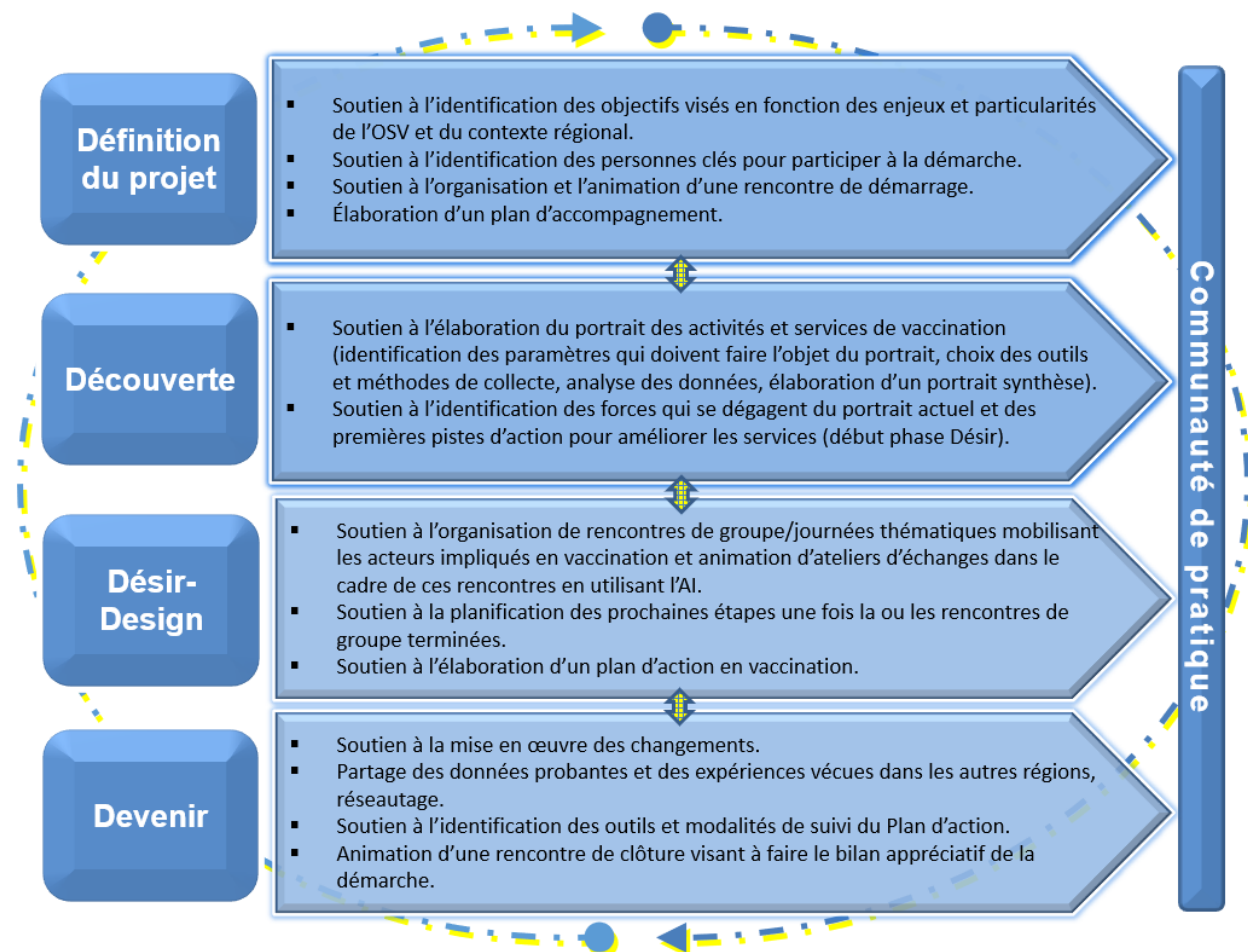 Définition
du projet
▪ Soutien à l’identification des objectifs visés en fonction des enjeux et particularités
de l’OSV et du contexte régional.
▪ Soutien à l’identification des personnes clés pour participer à la démarche.
▪ Soutien à l’organisation et l’animation d’une rencontre de démarrage.
▪ Élaboration d’un plan d’accompagnement.
Découverte
▪ Soutien à l’élaboration du portrait des activités et services de vaccination
(identification des paramètres qui doivent faire l’objet du portrait, choix des outils
et méthodes de collecte, analyse des données, élaboration d’un portrait synthèse).
▪ Soutien à l’identification des forces qui se dégagent du portrait actuel et des
premières pistes d’action pour améliorer les services (début phase Désir).
Désir-
Design
▪ Soutien à l’organisation de rencontres de groupe/journées thématiques mobilisant
les acteurs impliqués en vaccination et animation d’ateliers d’échanges dans le
cadre de ces rencontres en utilisant l’AI.
▪ Soutien à la planification des prochaines étapes une fois la ou les rencontres de
groupe terminées.
▪ Soutien à l’élaboration d’un plan d’action en vaccination.
Devenir
▪ Soutien à la mise en œuvre des changements.
▪ Partage des données probantes et des expériences vécues dans les autres régions,
réseautage.
▪ Soutien à l’identification des outils et modalités de suivi du Plan d’action.
▪ Animation d’une rencontre de clôture visant à faire le bilan appréciatif de la
démarche.
Communauté de pratique